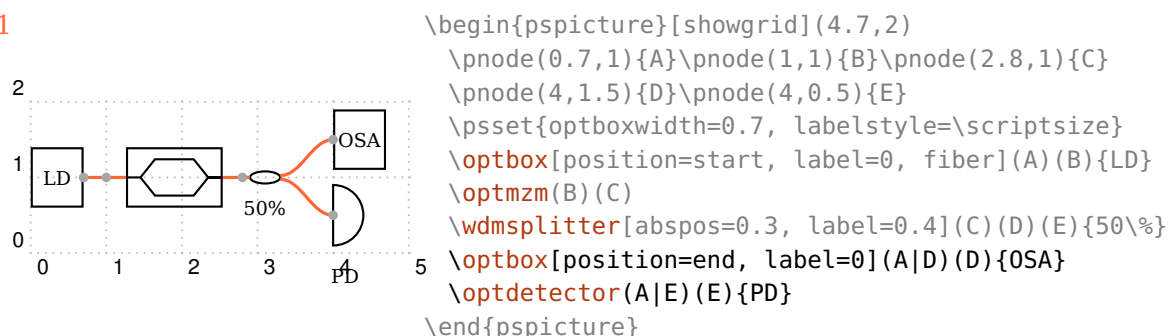 1
2
1
0
0 1 2 3 4 5
LD
50%
OSA
PD
\begin{pspicture}[showgrid](4.7,2)
\pnode(0.7,1){A}\pnode(1,1){B}\pnode(2.8,1){C}
\pnode(4,1.5){D}\pnode(4,0.5){E}
\psset{optboxwidth=0.7, labelstyle=\scriptsize}
\optbox[position=start, label=0, fiber](A)(B){LD}
\optmzm(B)(C)
\wdmsplitter[abspos=0.3, label=0.4](C)(D)(E){50\%}
\optbox[position=end, label=0](A|D)(D){OSA}
\optdetector(A|E)(E){PD}
\end{pspicture}